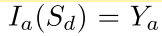 I_a(S_d) = Y_a